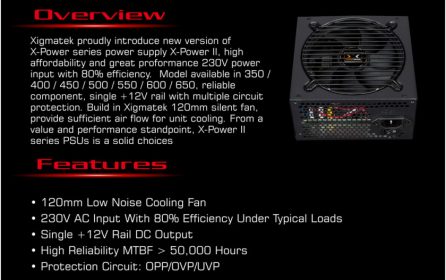 Overview
Xigmatek proudly introduce new version of
X-Power series power supply X-Power II, high
affordability and great proformance 230V power
input with 80% efficiency. Model available in 350 /
400 / 450 / 500 / 550 / 600 / 650, reliable
component, single +12V rail with multiple circuit
protection. Build in Xigmatek 120mm silent fan,
provide sufficient air flow for unit cooling. From a
value and performance standpoint, X-Power II
series PSUs is a solid choices
Features
• 120mm Low Noise Cooling Fan
• 230V AC Input With 80% Efficiency Under Typical Loads
• Single +12V Rail DC Output
• High Reliability MTBF > 50,000 Hours
• Protection Circuit: OPP/OVP/UVP